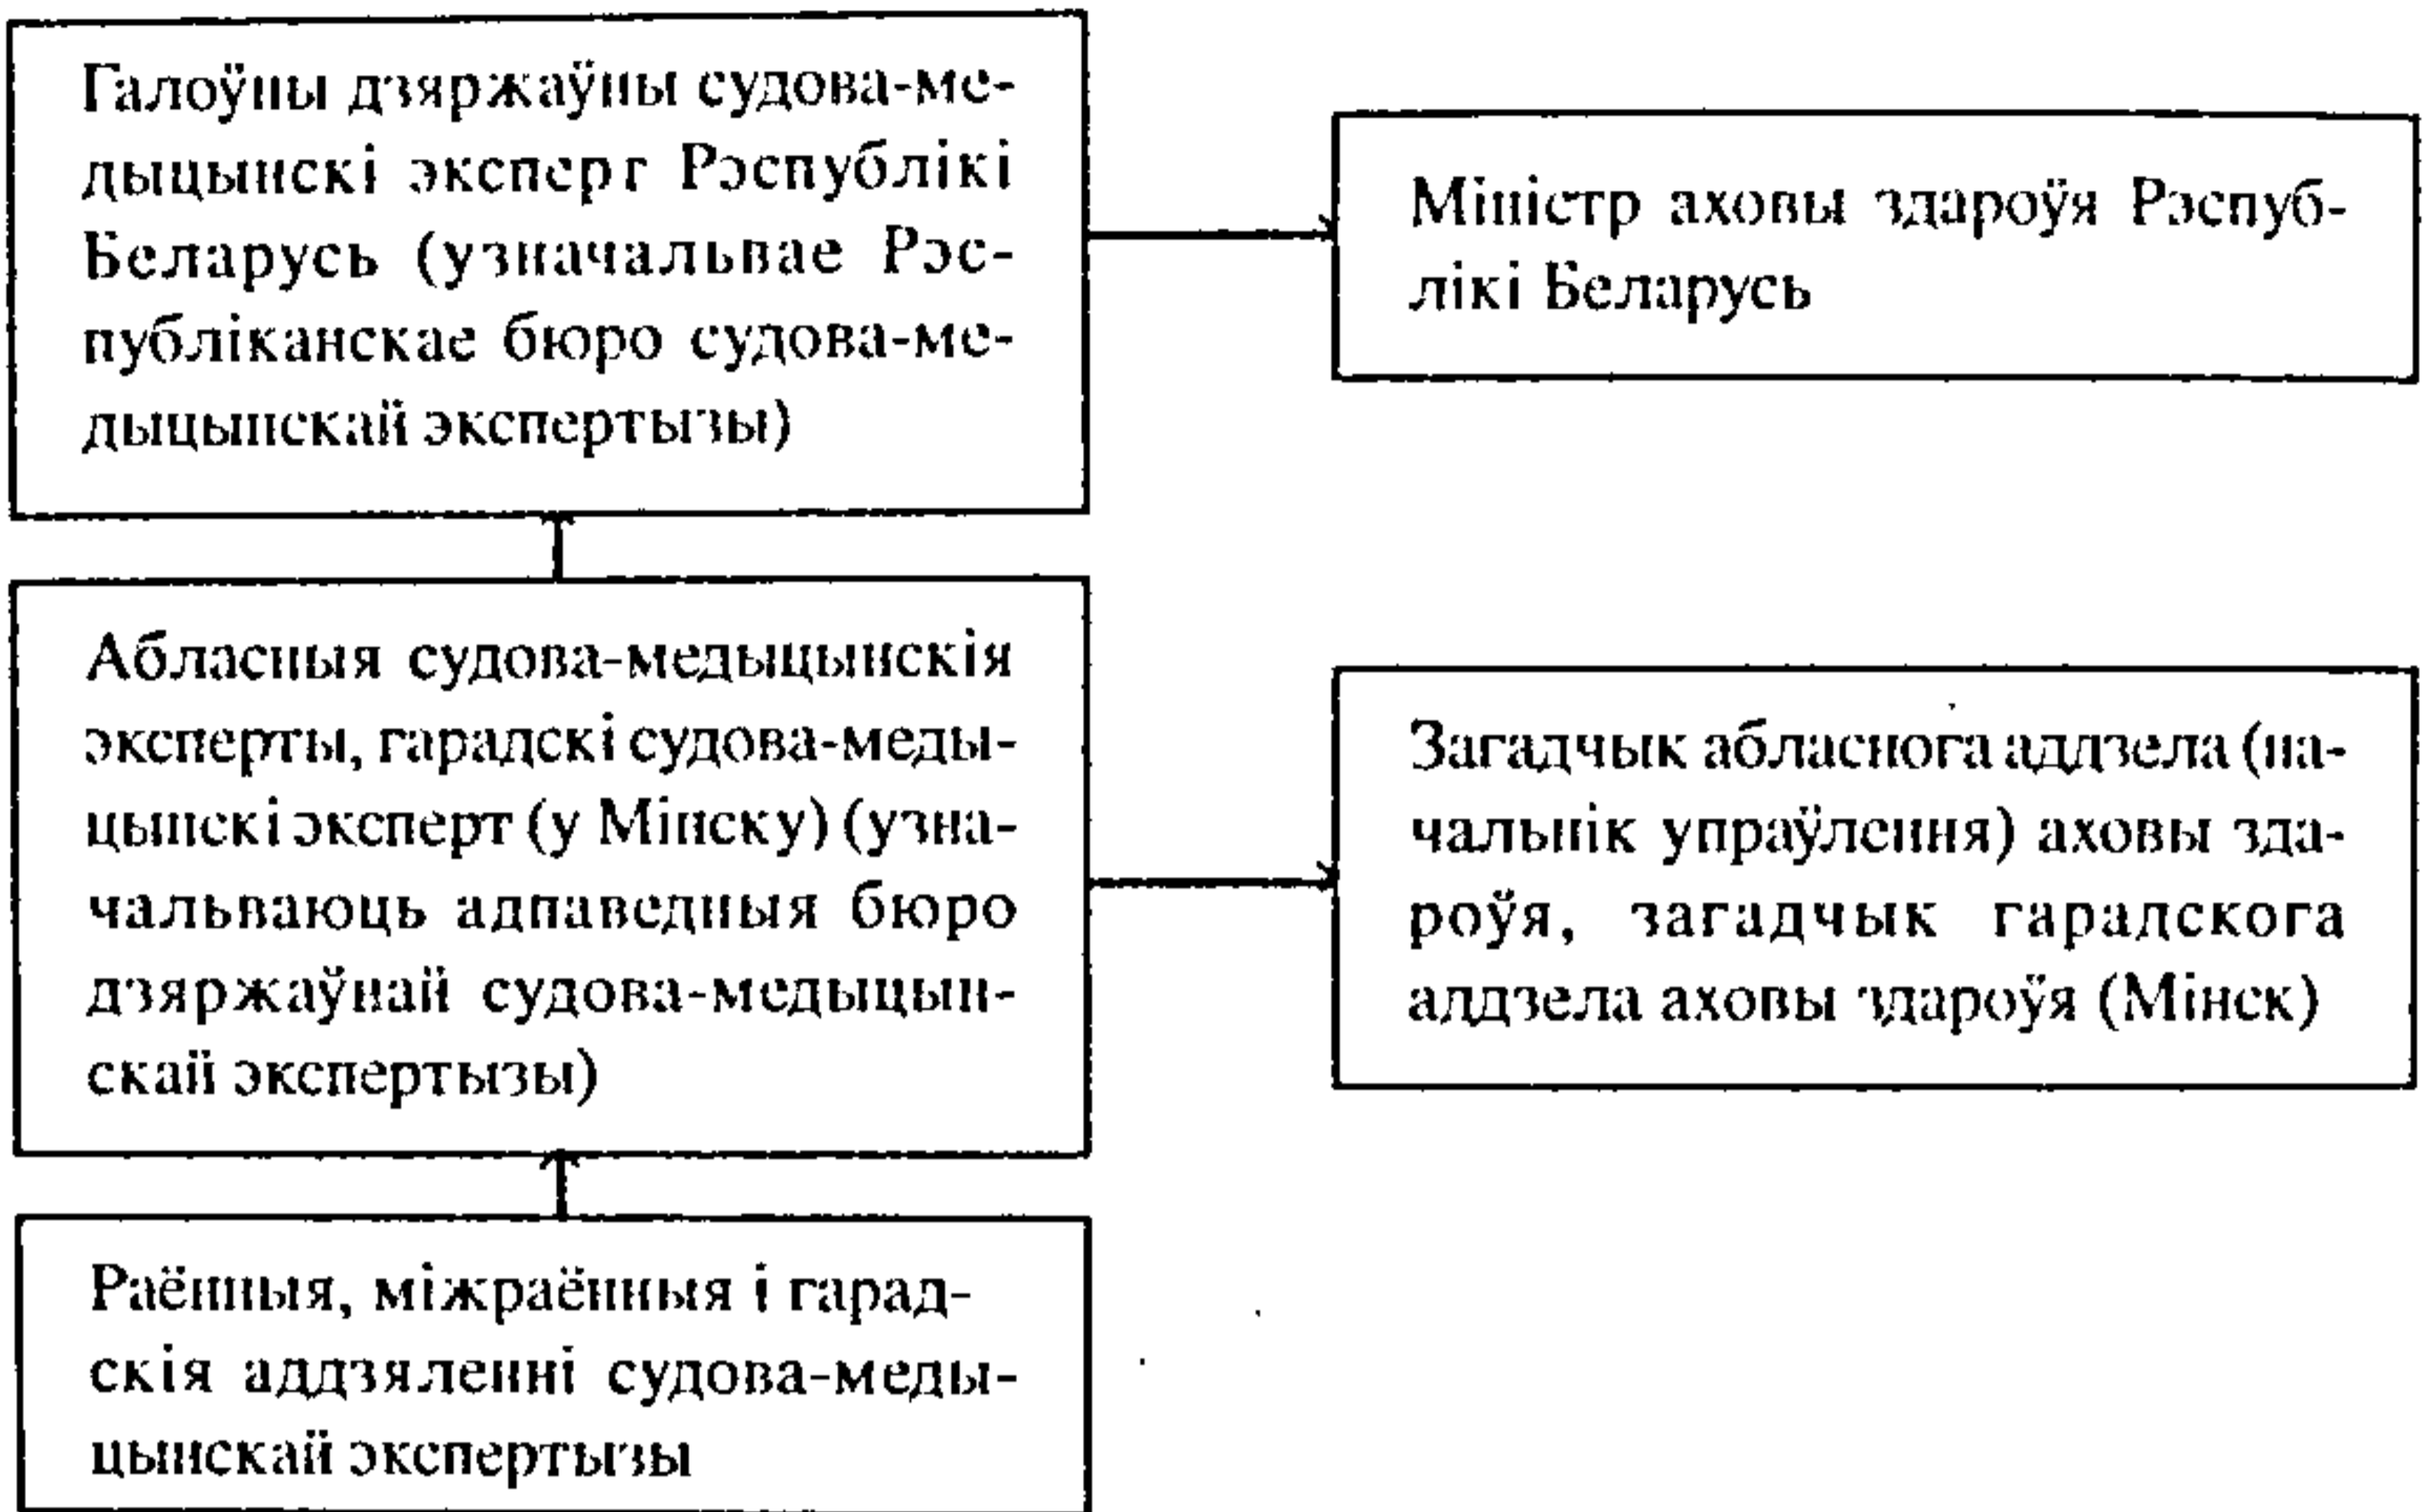 Галоўны дзяржаўны судова-ме-
дыцынскі эксперт Рэспублікі
Беларусь (узначальвае Рэс-
публіканскае бюро судова-ме-
дыцынскай экспертызы)
Міністр аховы здароўя Рэспуб-
лікі Беларусь
Абласныя судова-медыцынскія
эксперты, гарадскі судова-меды-
цынскі эксперт (у Мінску) (узна-
чальваюць адпаведныя бюро
дзяржаўнай судова-медыцын-
скай экспертызы)
Загадчык абласнога аддзела (на-
чальнік упраўлення) аховы зда-
роўя, загадчык гарадскога
аддзела аховы здароўя (Мінск)
Раённыя, міжраённыя і гарад-
скія аддзяленні судова-меды-
цынскай экспертызы